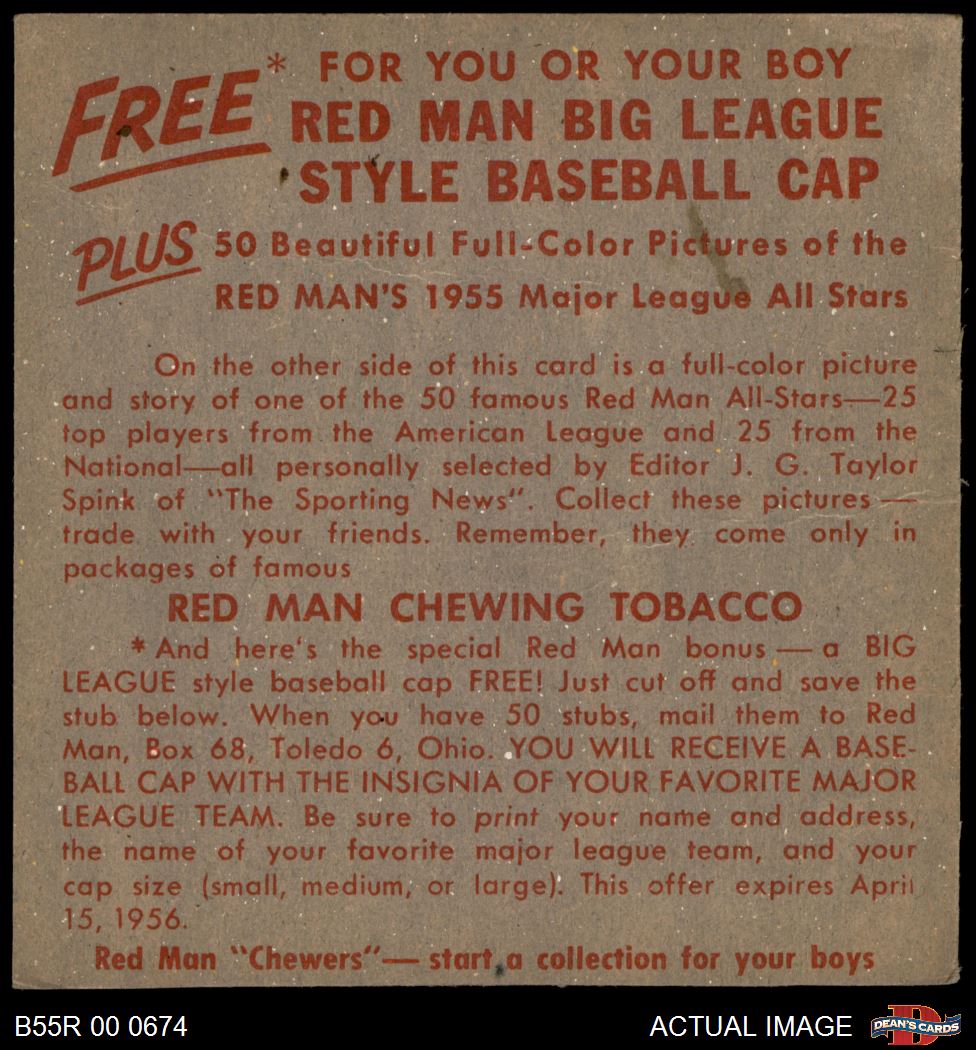 FREE* FOR YOU OR YOUR BOY
RED MAN BIG LEAGUE
STYLE BASEBALL CAP
PLUS 50 Beautiful Full-Color Pictures of the
RED MAN'S 1955 Major League All Stars
On the other side of this card is a full-color picture
and story of one of the 50 famous Red Man All-Stars—25
top players from the American League and 25 from the
National—all personally selected by Editor J. G. Taylor
Spink of "The Sporting News". Collect these pictures—
trade with your friends. Remember, they come only in
packages of famous
RED MAN CHEWING TOBACCO
*And here's the special Red Man bonus — a BIG
LEAGUE style baseball cap FREE! Just cut off and save the
stub below. When you have 50 stubs, mail them to Red
Man, Box 68, Toledo 6, Ohio. YOU WILL RECEIVE A BASE-
BALL CAP WITH THE INSIGNIA OF YOUR FAVORITE MAJOR
LEAGUE TEAM. Be sure to print your name and address,
the name of your favorite major league team, and your
cap size (small, medium, or large). This offer expires April
15, 1956.
Red Man "Chewers"— start a collection for your boys
B55R 00 0674
ACTUAL IMAGE
D
DEAN'S CARDS